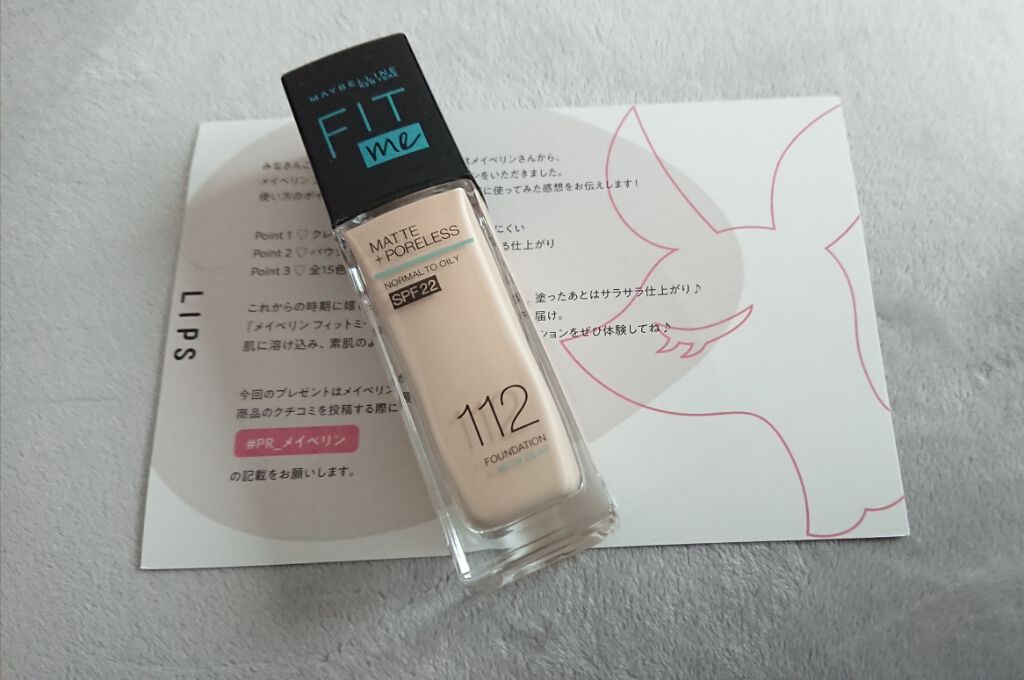 MAYBELLINE
NEW YORK
FIT
me
MATTE
+ PORELESS
NORMAL TO OILY
SPF 22
112
FOUNDATION
LIPS
みなさんこ
メイベリンさんから、
メイベリン
をいただきました。
使い方のポイ
に使ってみた感想をお伝えします！
Point 1 ♡ クレ
にくい
Point 2 ♡ パウ
る仕上がり
Point 3 ♡ 全15色
これからの時期に嬉し
、塗ったあとはサラサラ仕上がり♪
『メイベリン フィットミー
届け。
肌に溶け込み、素肌のよ
ションをぜひ体験してね♪
今回のプレゼントはメイベリン
商品のクチコミを投稿する際に
#PR_メイベリン
の記載をお願いします。